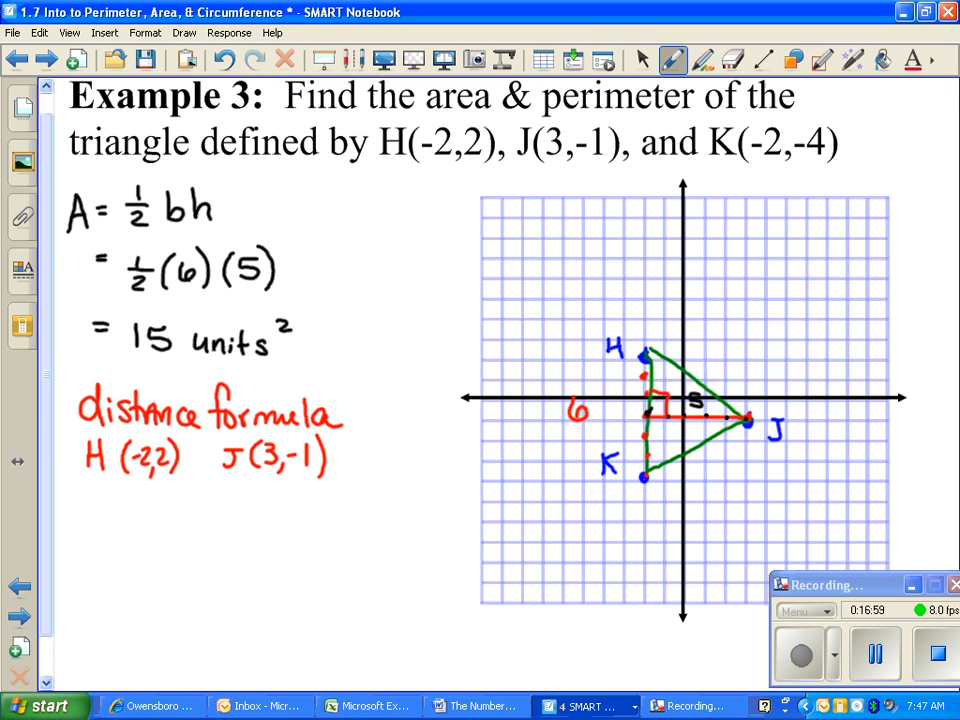 1.7 Into to Perimeter, Area, & Circumference * - SMART Notebook
File Edit View Insert Format Draw Response Help
Example 3: Find the area & perimeter of the
triangle defined by H(-2,2), J(3,-1), and K(-2,-4)
A = 1/2 bh
= 1/2 (6)(5)
= 15 units²
distance formula
H (-2,2) J (3,-1)
H
6
5
J
K
Recording...
Menu 0:16:59 8.0 fps
start Owensboro ... Inbox - Micr... Microsoft Ex... The Number... 4 SMART ... Recording... 7:47 AM